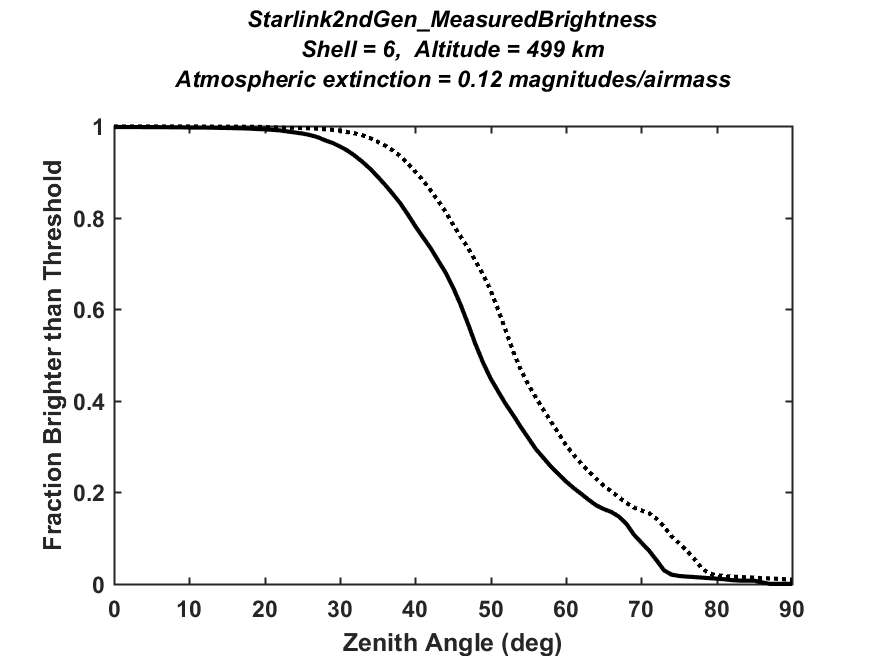 Starlink2ndGen_MeasuredBrightness
Shell = 6,  Altitude = 499 km
Atmospheric extinction = 0.12 magnitudes/airmass
Fraction Brighter than Threshold
1
0.8
0.6
0.4
0.2
0
0 10 20 30 40 50 60 70 80 90
Zenith Angle (deg)